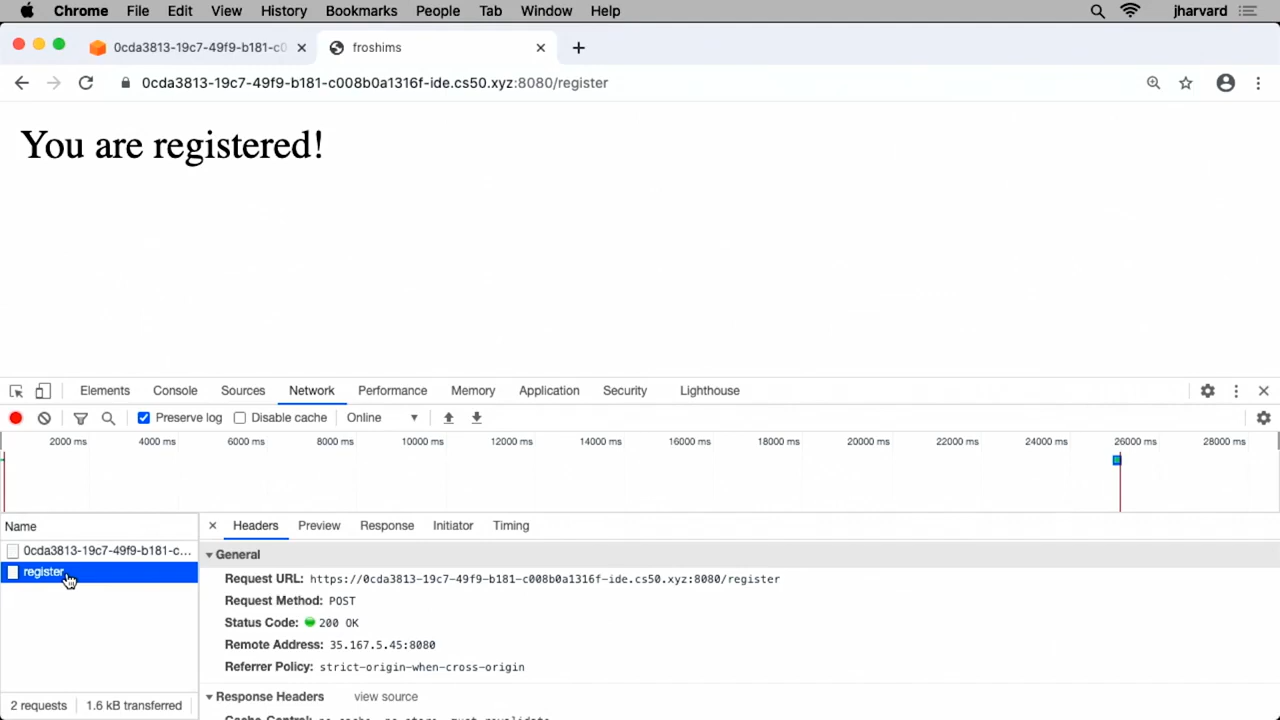 Chrome File Edit View History Bookmarks People Tab Window Help jharvard
0cda3813-19c7-49f9-b181-c0 froshims
0cda3813-19c7-49f9-b181-c008b0a1316f-ide.cs50.xyz:8080/register
You are registered!
Elements Console Sources Network Performance Memory Application Security Lighthouse
Preserve log Disable cache Online
2000 ms 4000 ms 6000 ms 8000 ms 10000 ms 12000 ms 14000 ms 16000 ms 18000 ms 20000 ms 22000 ms 24000 ms 26000 ms 28000 ms
Name Headers Preview Response Initiator Timing
0cda3813-19c7-49f9-b181-c... General
register Request URL: https://0cda3813-19c7-49f9-b181-c008b0a1316f-ide.cs50.xyz:8080/register
Request Method: POST
Status Code: 200 OK
Remote Address: 35.167.5.45:8080
Referrer Policy: strict-origin-when-cross-origin
Response Headers view source
2 requests 1.6 kB transferred